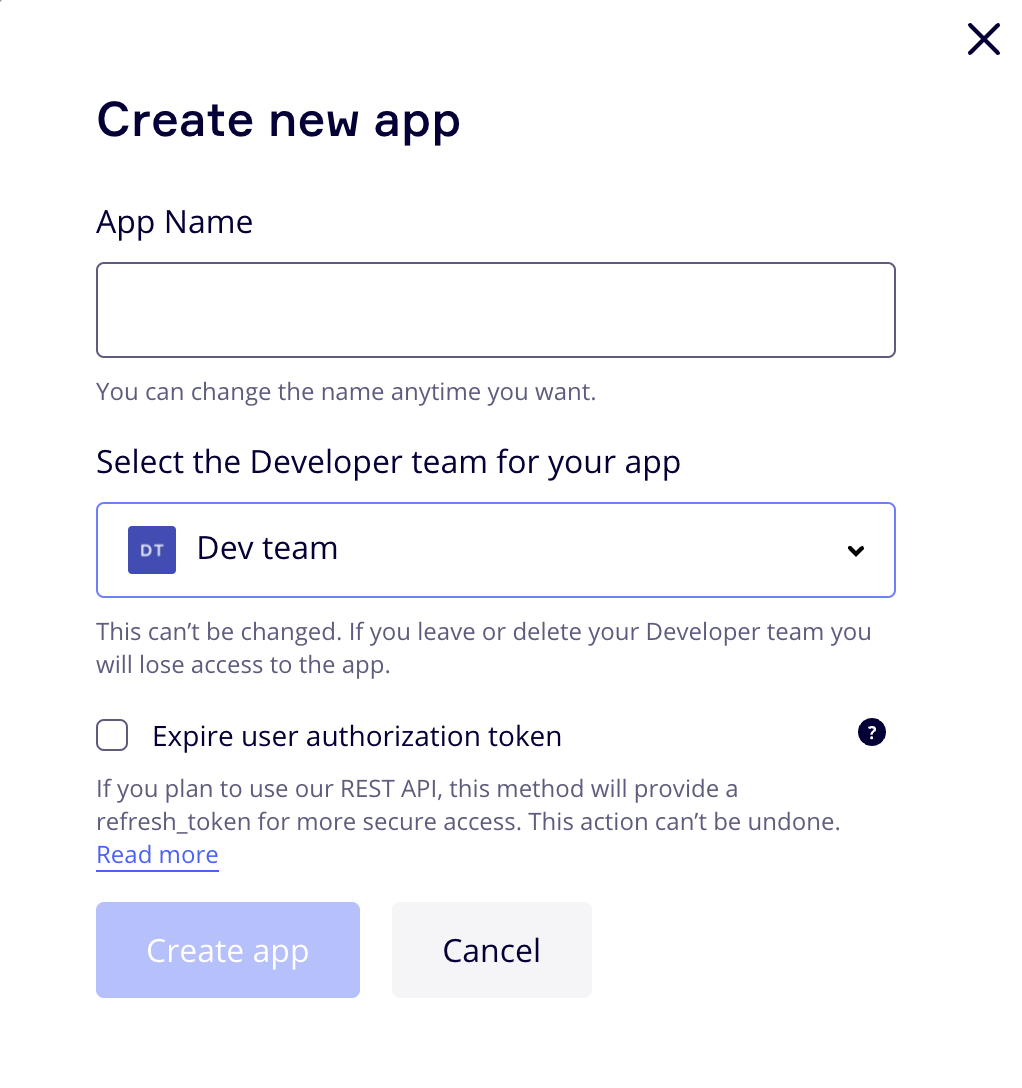 Create new app
App Name
You can change the name anytime you want.
Select the Developer team for your app
DT Dev team
This can’t be changed. If you leave or delete your Developer team you
will lose access to the app.
Expire user authorization token ?
If you plan to use our REST API, this method will provide a
refresh_token for more secure access. This action can’t be undone.
Read more
Create app Cancel